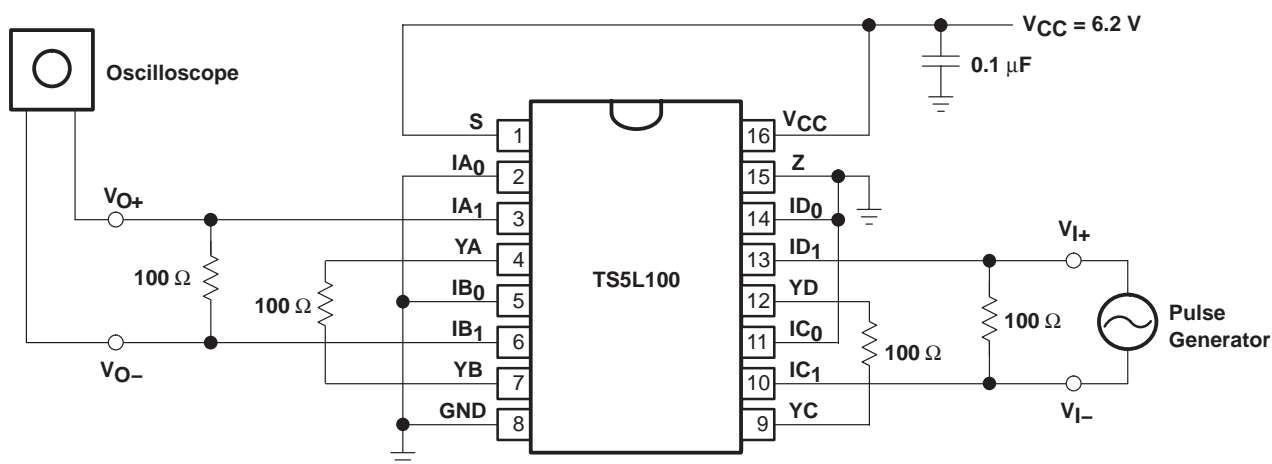 VCC = 6.2 V
0.1 μF
Oscilloscope
S
1
16
VCC
IA0
2
15
Z
VO+
IA1
3
14
ID0
VI+
YA
4
13
ID1
100 Ω
100 Ω
TS5L100
IB0
5
12
YD
100 Ω
Pulse
Generator
IB1
6
11
IC0
100 Ω
VO–
YB
7
10
IC1
VI–
GND
8
9
YC